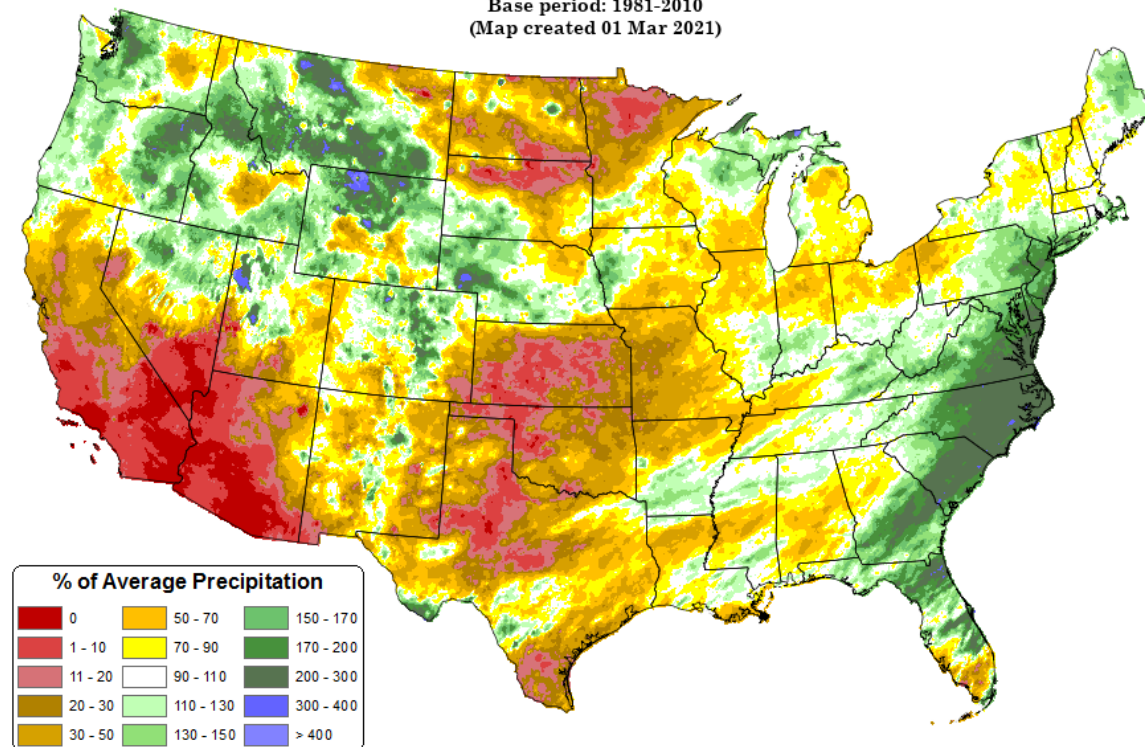 Base period: 1981-2010
(Map created 01 Mar 2021)
% of Average Precipitation
0
50 - 70
150 - 170
1 - 10
70 - 90
170 - 200
11 - 20
90 - 110
200 - 300
20 - 30
110 - 130
300 - 400
30 - 50
130 - 150
> 400